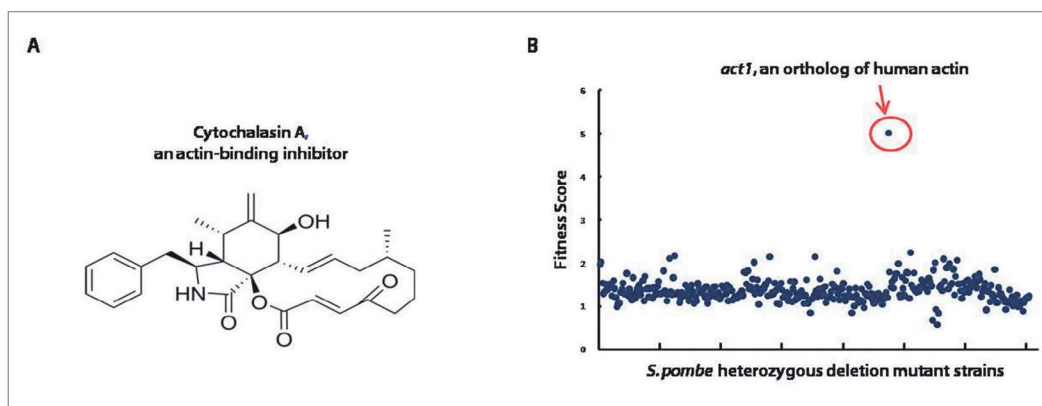 A
Cytochalasin A,
an actin-binding inhibitor
H
OH
HN
O
O
O
O
B
act1, an ortholog of human actin
Fitness Score
6
5
4
3
2
1
0
S.pombe heterozygous deletion mutant strains